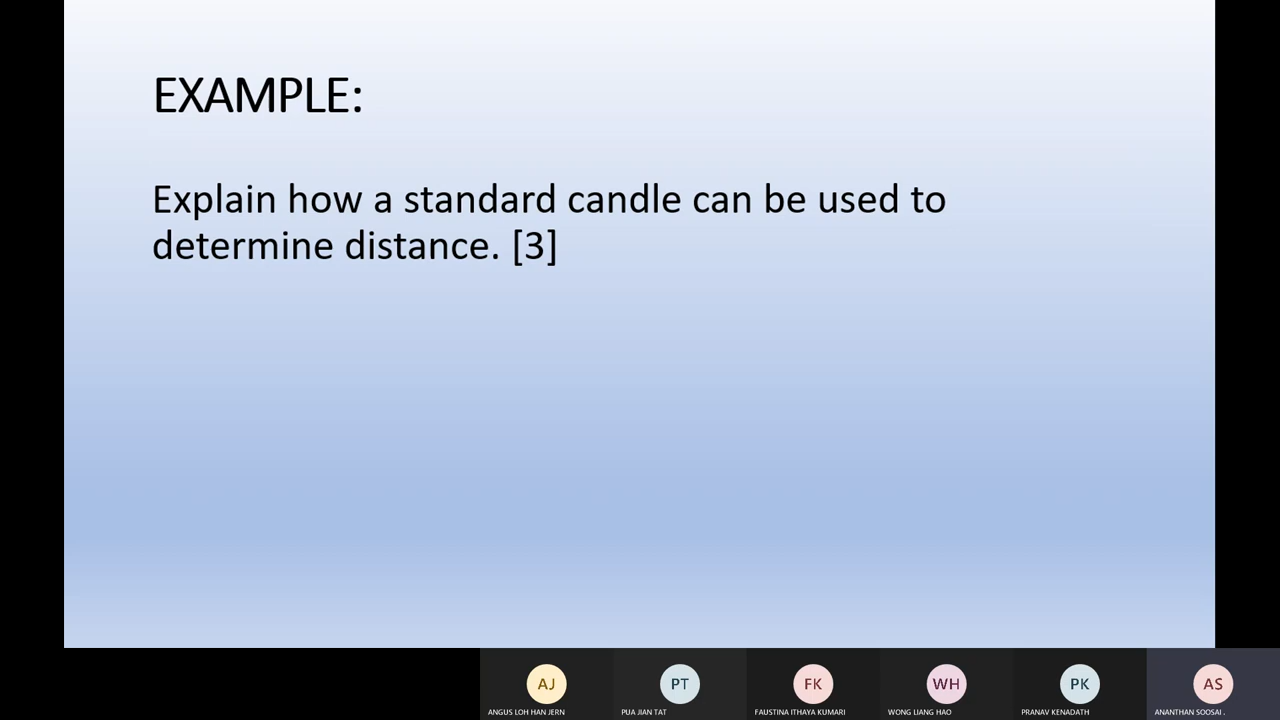 EXAMPLE:
Explain how a standard candle can be used to
determine distance. [3]
AJ
PT
FK
WH
PK
AS
ANGUS LOH HAN JERN
PUA JIAN TAT
FAUSTINA ITHAYA KUMARI
WONG LIANG HAO
PRANAV KENADATH
ANANTHAN SOOSAI .